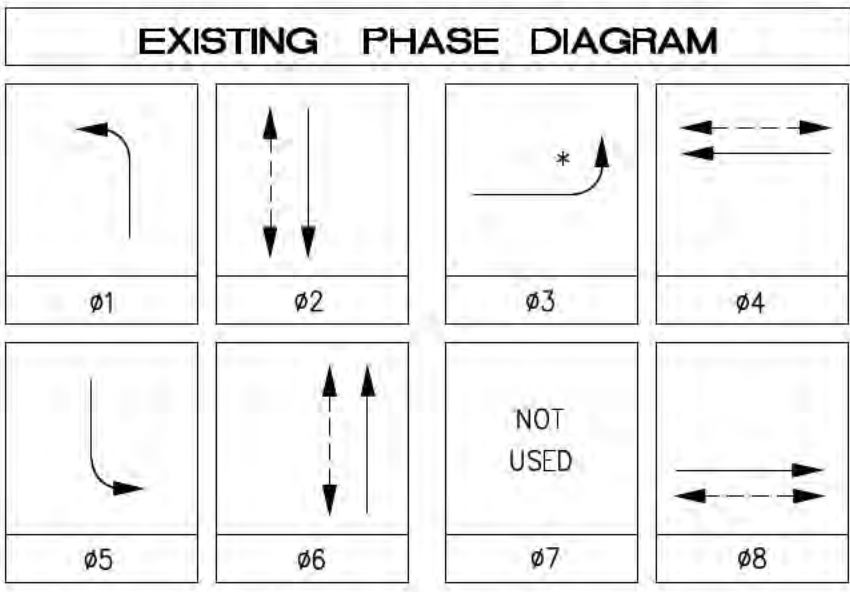 EXISTING PHASE DIAGRAM
*
ø1
ø2
ø3
ø4
NOT
USED
ø5
ø6
ø7
ø8